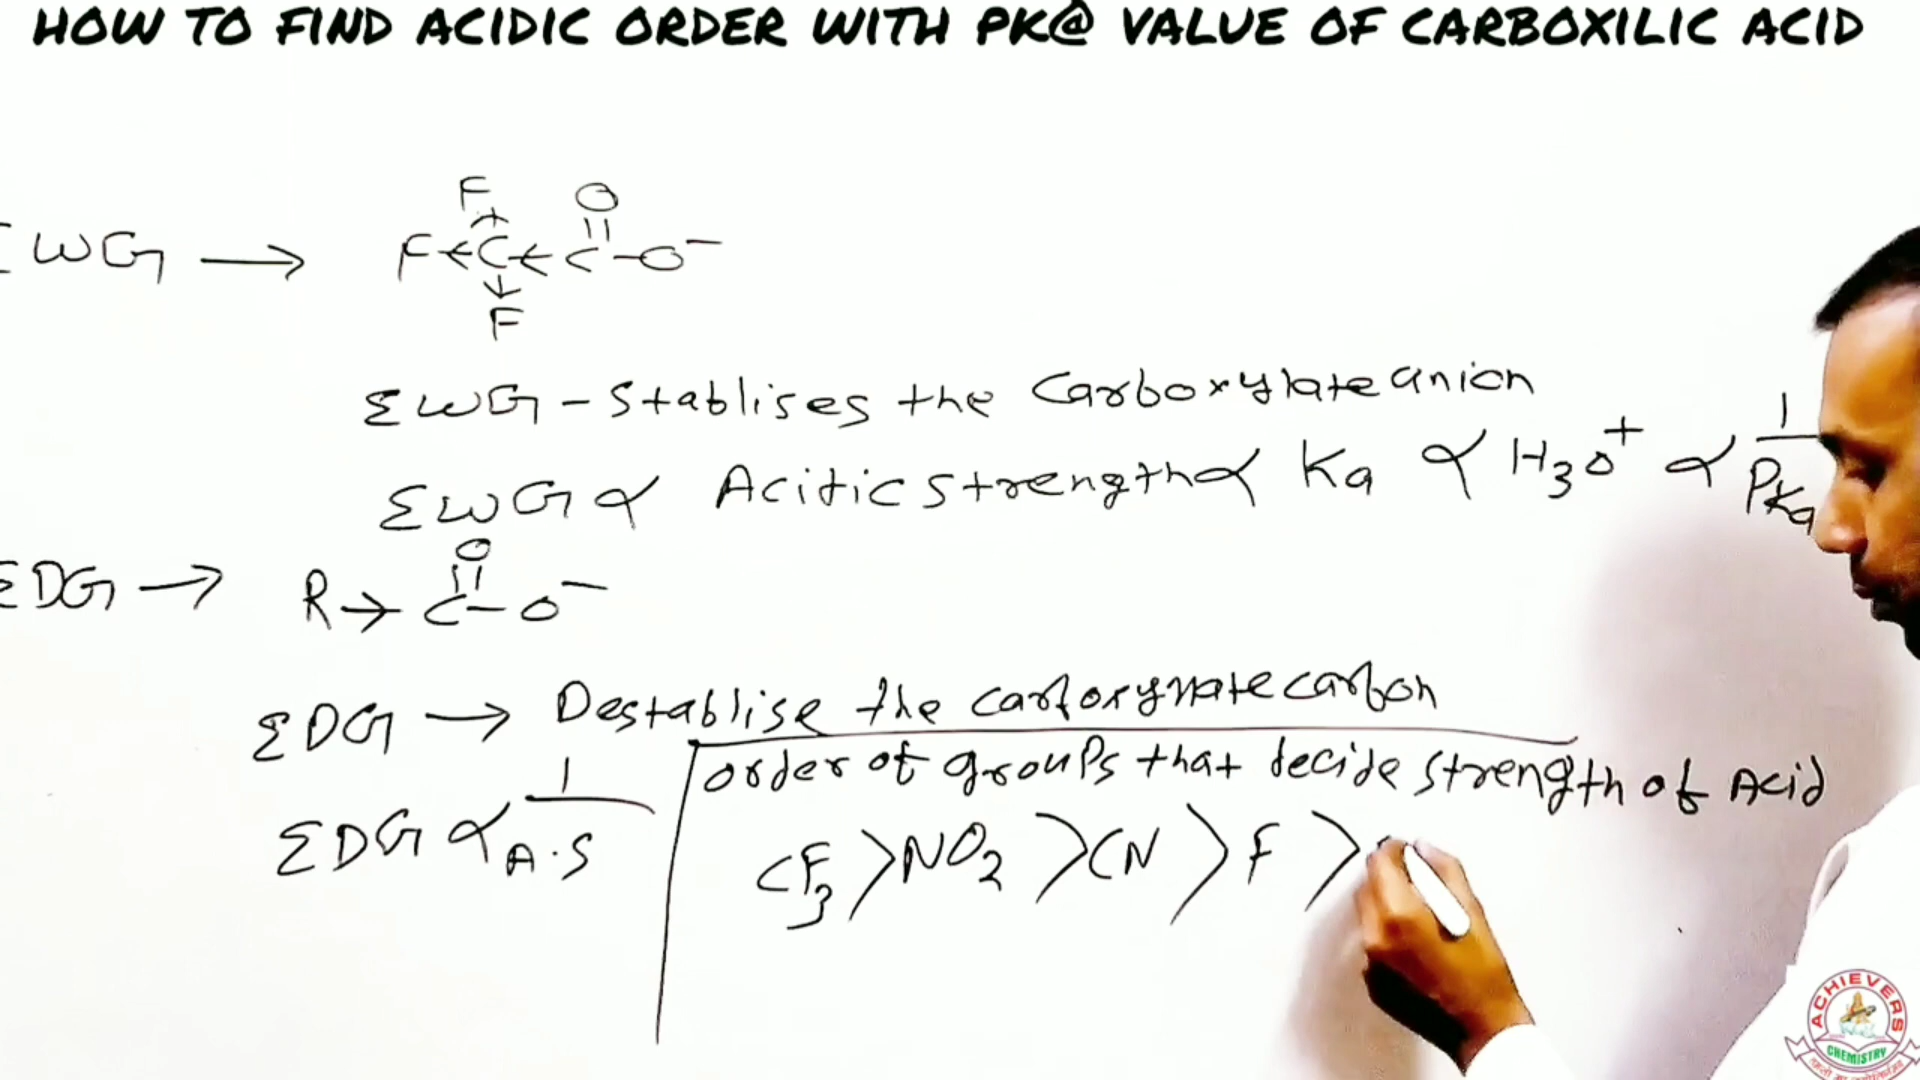 HOW TO FIND ACIDIC ORDER WITH PK@ VALUE OF CARBOXILIC ACID
EWG → F←C←C-O⁻
F
O
F
EWG - Stablises the Carboxylate anion
EWG ∝ Acitic strength ∝ Ka ∝ H₃O⁺ ∝ 1/PKa
EDG → R→C-O⁻
O
EDG → Destablise the carboxylate carbon
EDG ∝ 1/A.S
order of groups that decide strength of Acid
CF₃ > NO₂ > CN > F >
ACHIEVERS
CHEMISTRY